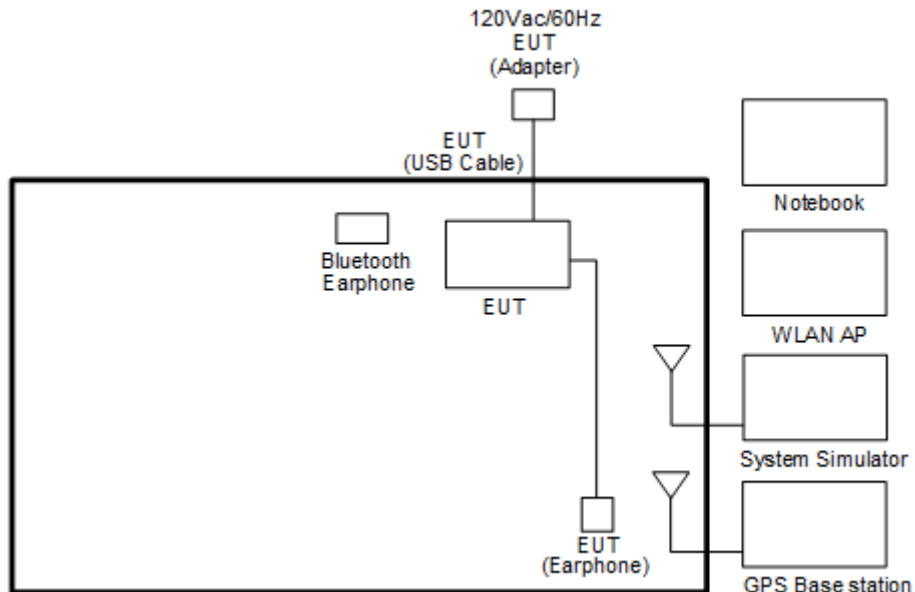 120Vac/60Hz
EUT
(Adapter)
EUT
(USB Cable)
Notebook
Bluetooth
Earphone
EUT
WLAN AP
System Simulator
EUT
(Earphone)
GPS Base station